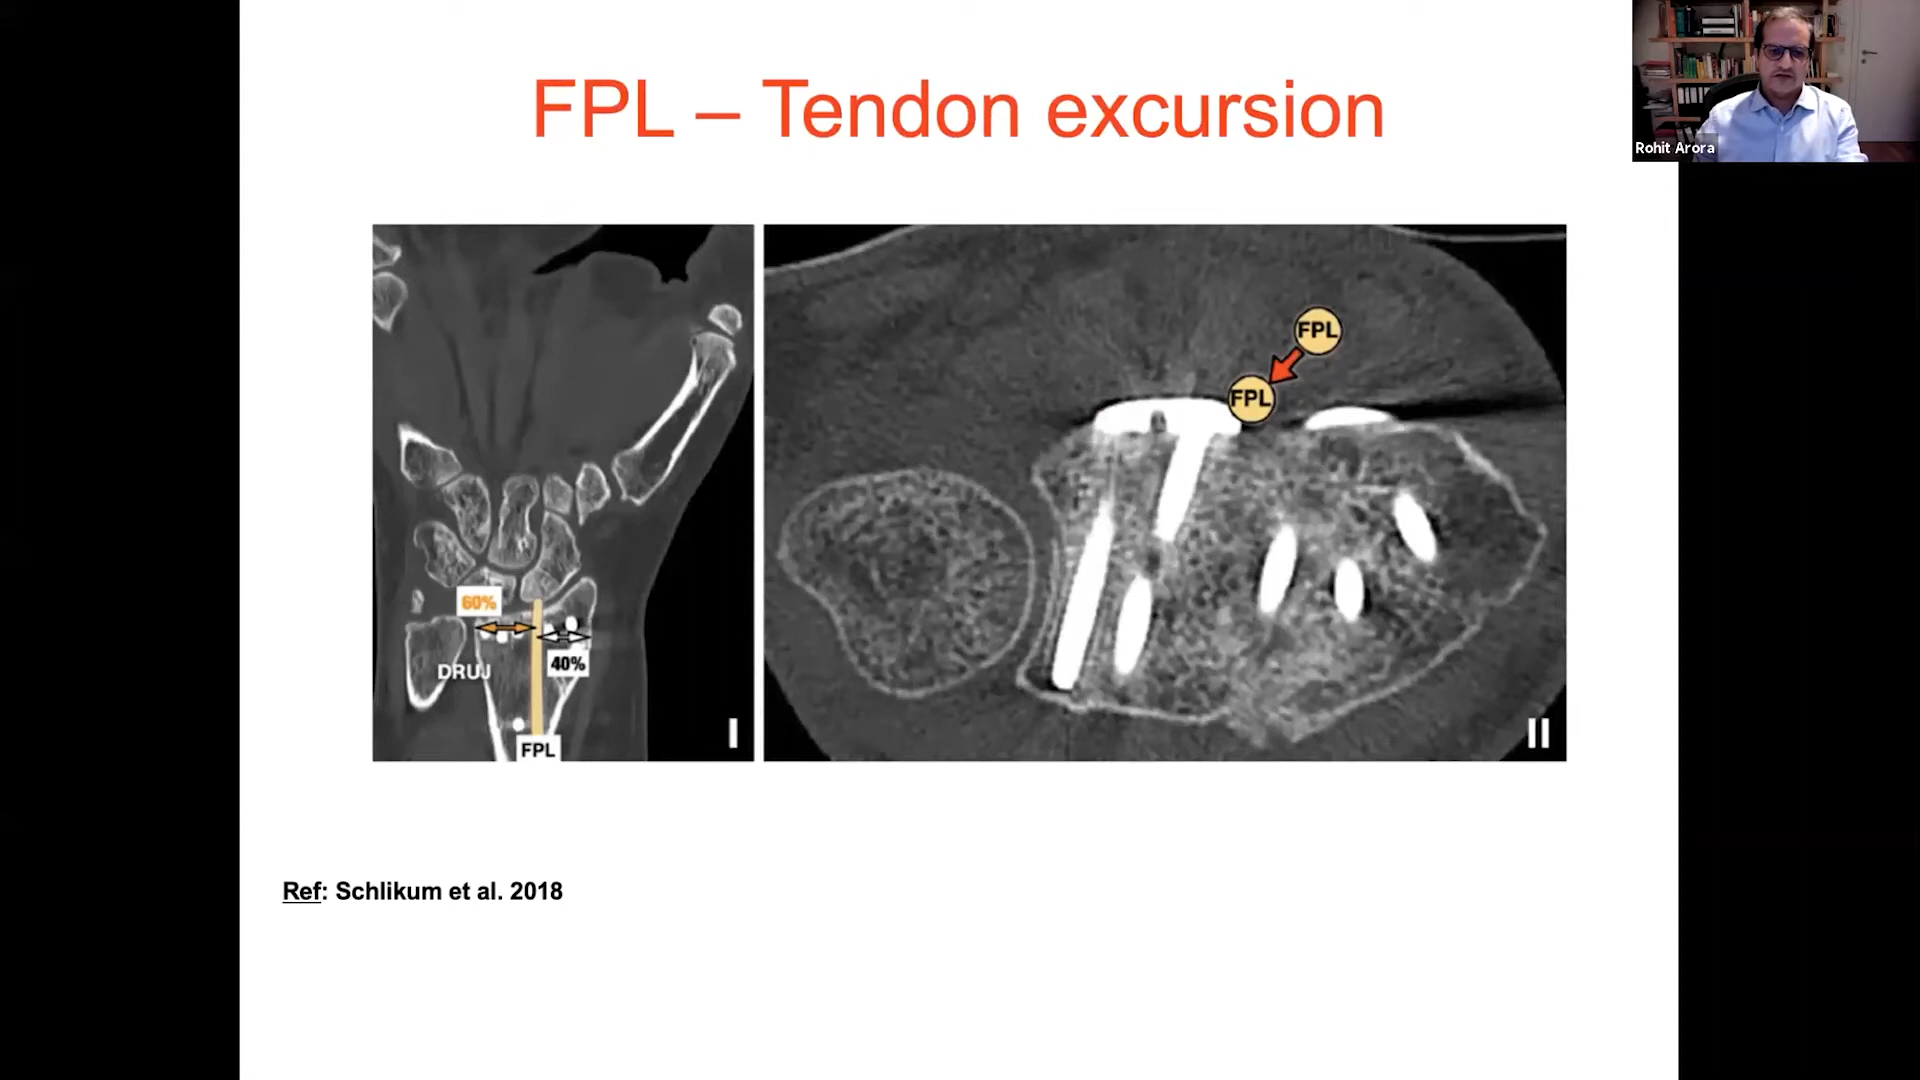 FPL – Tendon excursion
Rohit Arora
60%
DRUJ
40%
FPL
I
FPL
FPL
II
Ref: Schlikum et al. 2018